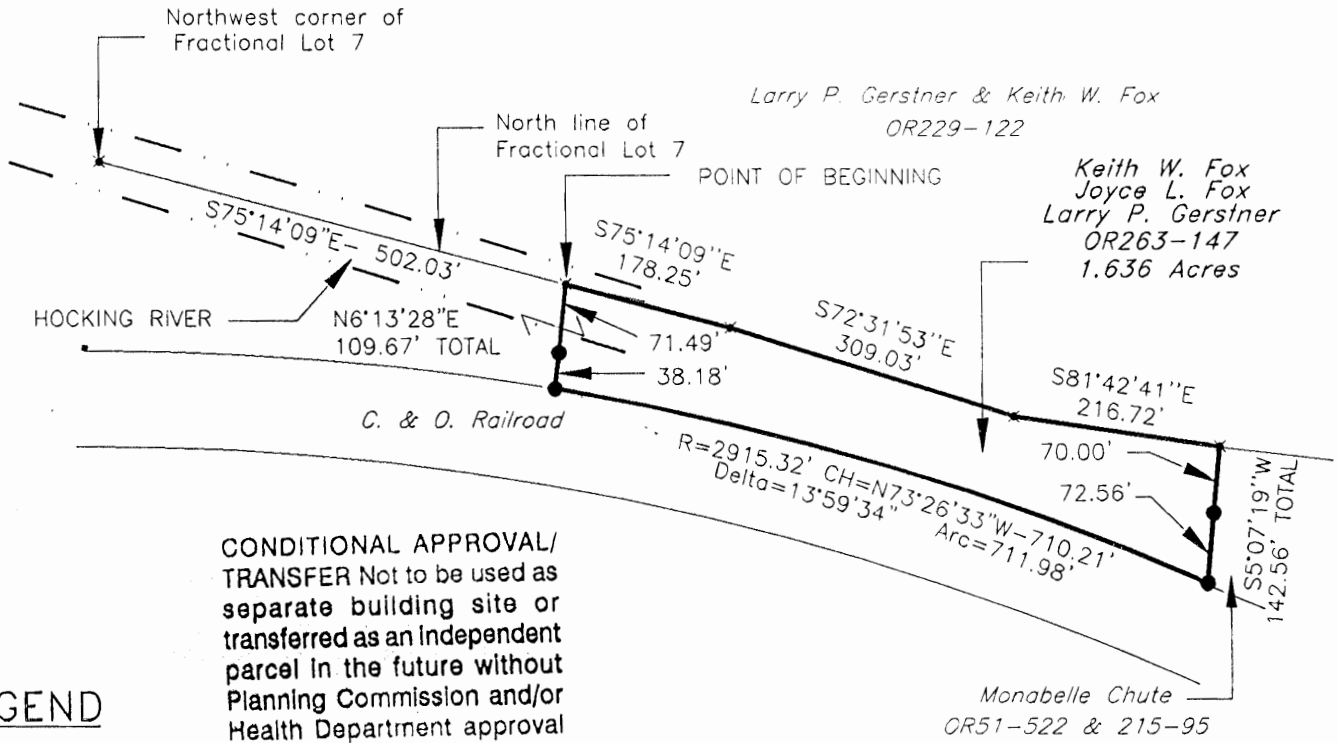 Northwest corner of
Fractional Lot 7
Larry P. Gerstner & Keith W. Fox
OR229-122
North line of
Fractional Lot 7
POINT OF BEGINNING
Keith W. Fox
Joyce L. Fox
Larry P. Gerstner
OR263-147
1.636 Acres
S75°14'09"E- 502.03'
S75°14'09"E
178.25'
HOCKING RIVER
N6°13'28"E
109.67' TOTAL
71.49'
38.18'
S72°31'53"E
309.03'
S81°42'41"E
216.72'
C. & O. Railroad
R=2915.32' CH=N73°26'33"W-710.21'
Delta=13°59'34"
Arc=711.98'
70.00'
72.56'
S5°07'19"W
142.56' TOTAL
CONDITIONAL APPROVAL/
TRANSFER Not to be used as
separate building site or
transferred as an independent
parcel in the future without
Planning Commission and/or
Health Department approval
GEND
Monabelle Chute
OR51-522 & 215-95